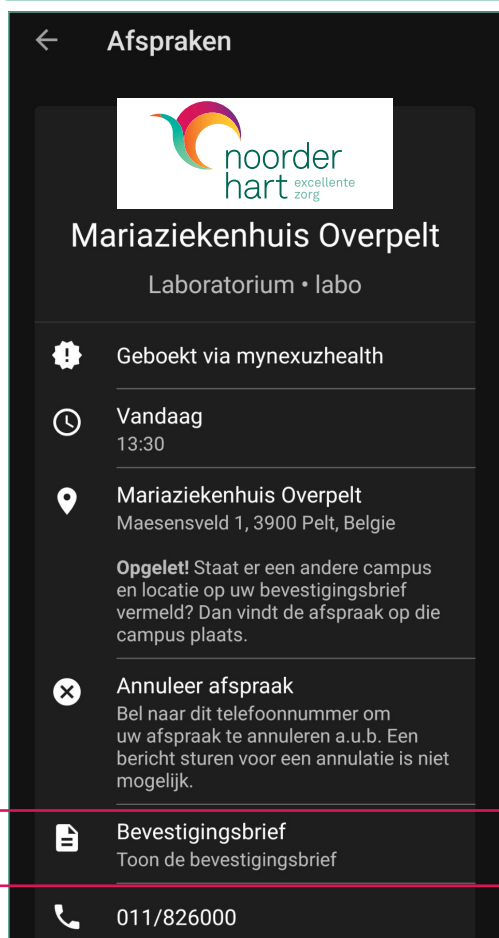 Afspraken
noorder
hart excellente
zorg
Mariaziekenhuis Overpelt
Laboratorium • labo
Geboekt via mynexuzhealth
Vandaag
13:30
Mariaziekenhuis Overpelt
Maesensveld 1, 3900 Pelt, Belgie
Opgelet! Staat er een andere campus
en locatie op uw bevestigingsbrief
vermeld? Dan vindt de afspraak op die
campus plaats.
Annuleer afspraak
Bel naar dit telefoonnummer om
uw afspraak te annuleren a.u.b. Een
bericht sturen voor een annulatie is niet
mogelijk.
Bevestigingsbrief
Toon de bevestigingsbrief
011/826000